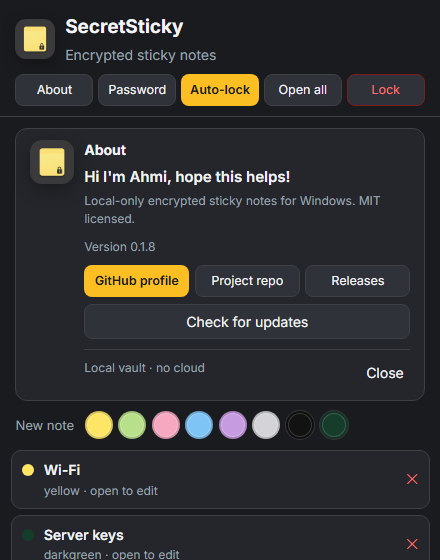 SecretSticky
Encrypted sticky notes
About
Password
Auto-lock
Open all
Lock
About
Hi I'm Ahmi, hope this helps!
Local-only encrypted sticky notes for Windows. MIT
licensed.
Version 0.1.8
GitHub profile
Project repo
Releases
Check for updates
Local vault · no cloud
Close
New note
Wi-Fi
yellow · open to edit
Server keys
darkgreen · open to edit